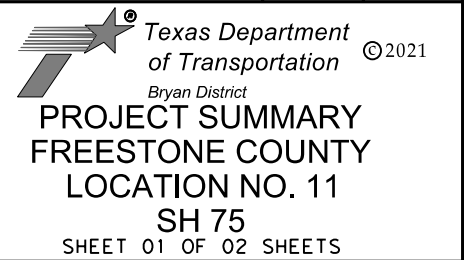 Texas Department
of Transportation
© 2021
Bryan District
PROJECT SUMMARY
FREESTONE COUNTY
LOCATION NO. 11
SH 75
SHEET 01 OF 02 SHEETS